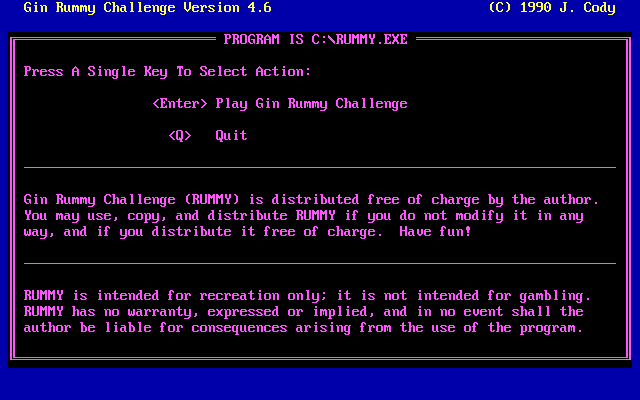 Gin Rummy Challenge Version 4.6 (C) 1990 J. Cody
PROGRAM IS C:\RUMMY.EXE
Press A Single Key To Select Action:
<Enter> Play Gin Rummy Challenge
<Q> Quit
Gin Rummy Challenge (RUMMY) is distributed free of charge by the author.
You may use, copy, and distribute RUMMY if you do not modify it in any
way, and if you distribute it free of charge. Have fun!
RUMMY is intended for recreation only; it is not intended for gambling.
RUMMY has no warranty, expressed or implied, and in no event shall the
author be liable for consequences arising from the use of the program.